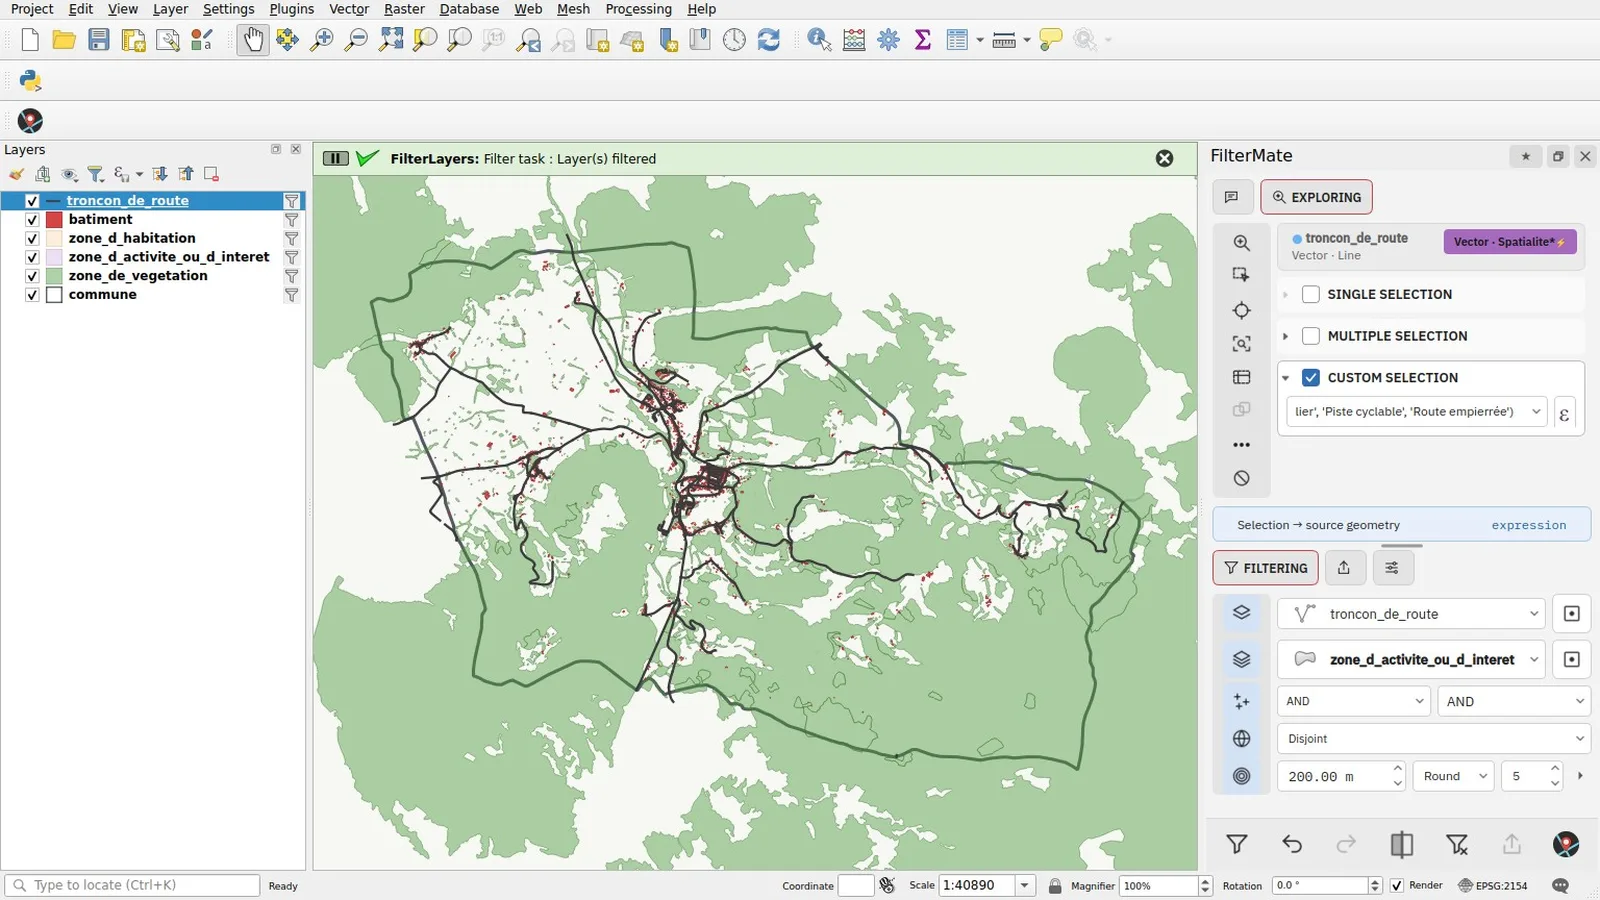 Project Edit View Layer Settings Plugins Vector Raster Database Web Mesh Processing Help
Layers
troncon_de_route
batiment
zone_d_habitation
zone_d_activite_ou_d_interet
zone_de_vegetation
commune
FilterLayers: Filter task : Layer(s) filtered
FilterMate
EXPLORING
troncon_de_route
Vector · Line
Vector · Spatialite*⚡
SINGLE SELECTION
MULTIPLE SELECTION
CUSTOM SELECTION
lier', 'Piste cyclable', 'Route empierrée')
ε
Selection → source geometry expression
FILTERING
troncon_de_route
zone_d_activite_ou_d_interet
AND AND
Disjoint
200.00 m Round 5
Type to locate (Ctrl+K) Ready Coordinate Scale 1:40890 Magnifier 100% Rotation 0.0 ° Render EPSG:2154